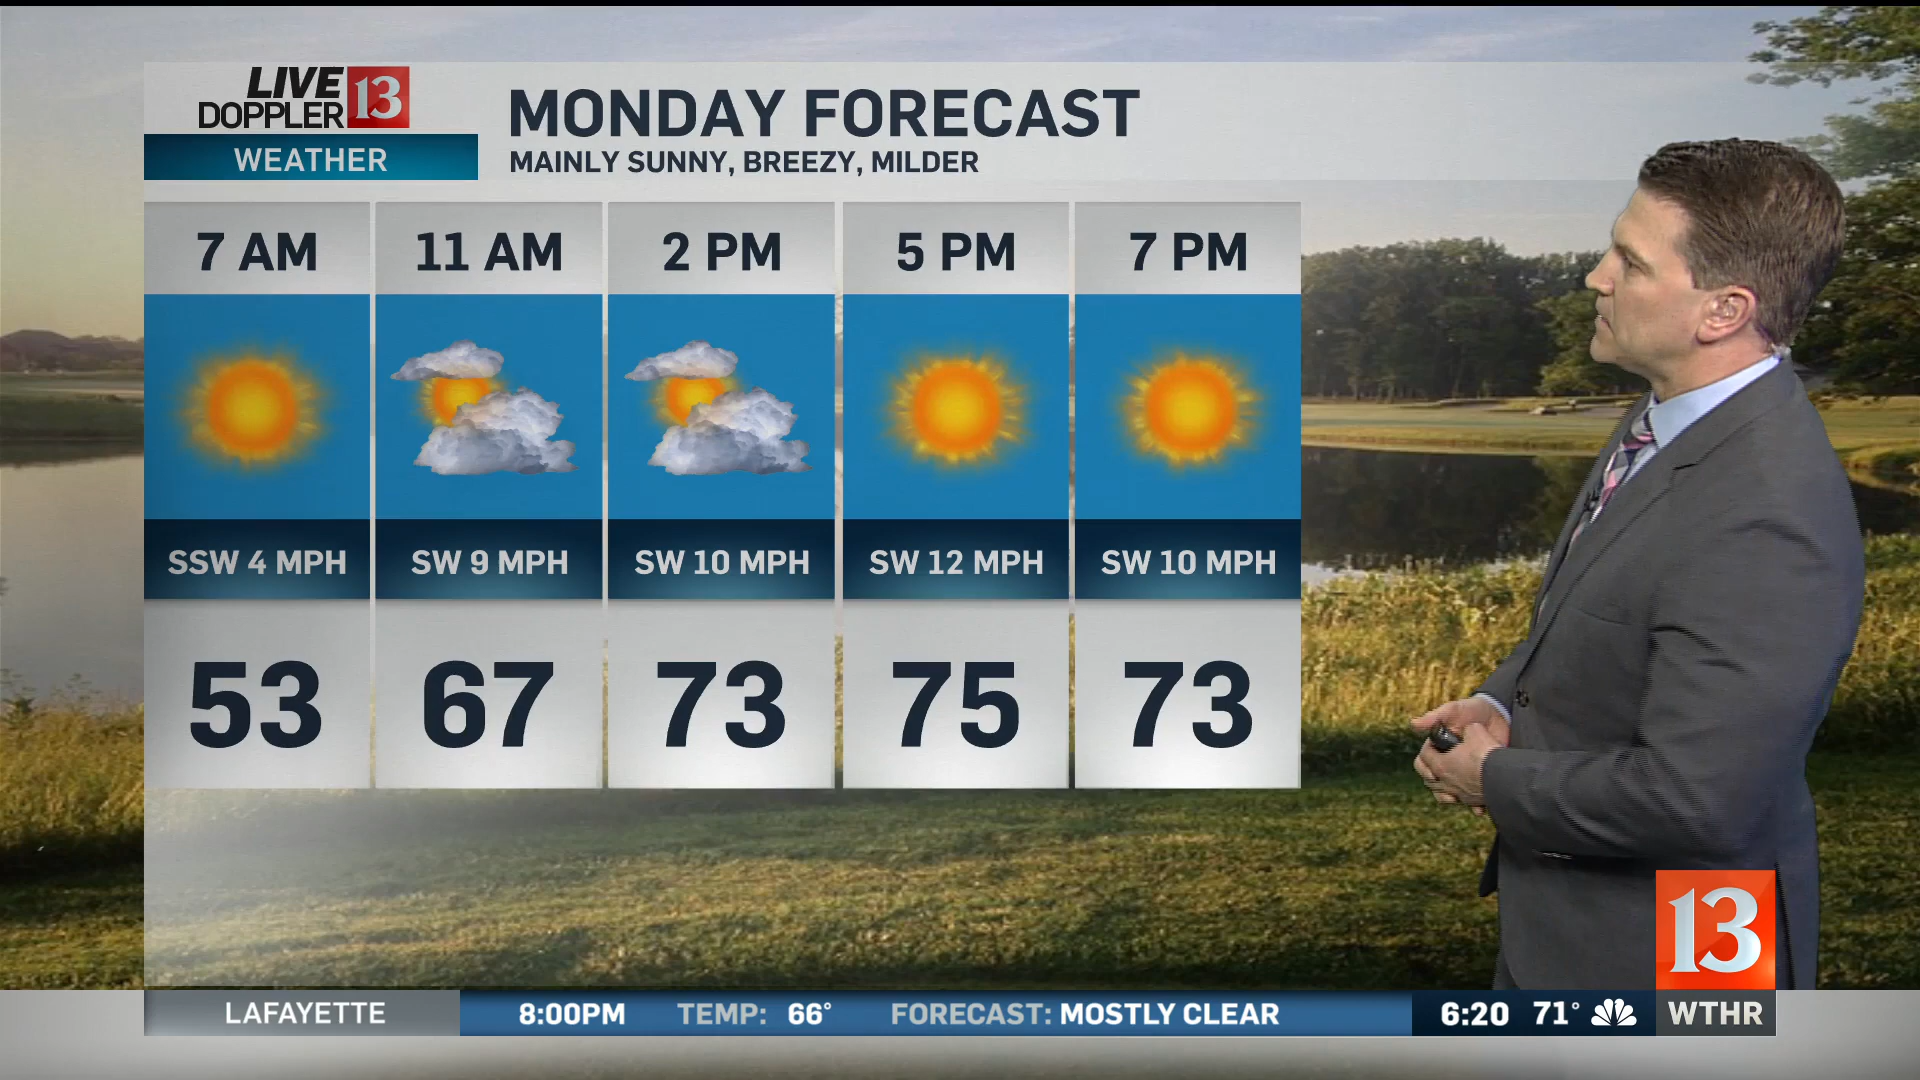 LIVE
DOPPLER 13
WEATHER
MONDAY FORECAST
MAINLY SUNNY, BREEZY, MILDER
7 AM 11 AM 2 PM 5 PM 7 PM
SSW 4 MPH SW 9 MPH SW 10 MPH SW 12 MPH SW 10 MPH
53 67 73 75 73
13
LAFAYETTE 8:00PM TEMP: 66° FORECAST: MOSTLY CLEAR 6:20 71° WTHR